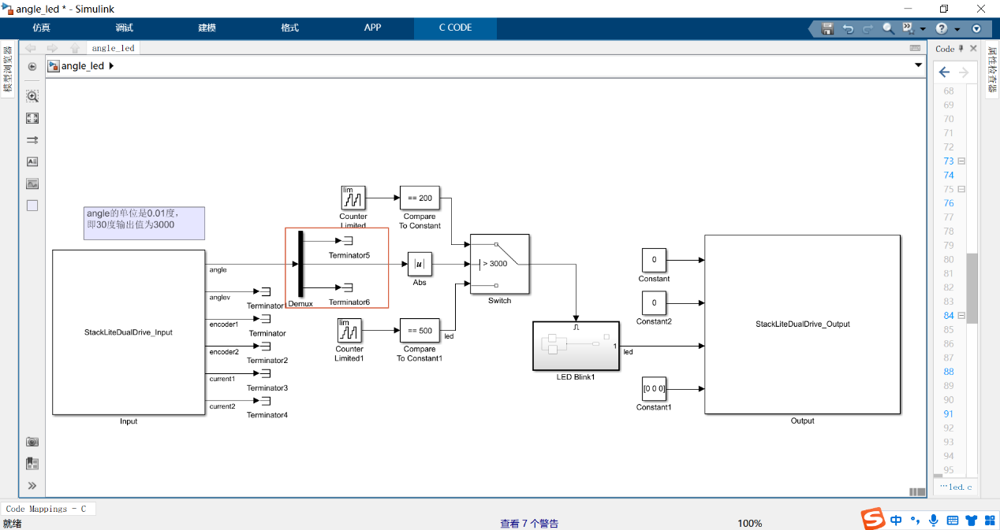 angle_led * - Simulink
仿真 调试 建模 格式 APP C CODE
angle_led
Code
模型浏览器
属性检查器
angle_led
68
69
70
71
72
73
74
75
76
77
78
79
80
81
82
83
84
85
86
87
88
89
90
91
92
93
94
95
angle的单位是0.01度，
即30度输出值为3000
StackLiteDualDrive_Input
Input
angle
anglev
encoder1
encoder2
current1
current2
Terminator1
Terminator
Terminator2
Terminator3
Terminator4
Demux
Terminator5
Terminator6
lim
Counter
Limited
== 200
Compare
To Constant
|u|
Abs
lim
Counter
Limited1
== 500
Compare
To Constant1
led
> 3000
Switch
1
LED Blink1
led
0
Constant
0
Constant2
[0 0 0]
Constant1
StackLiteDualDrive_Output
Output
···led.c
Code Mappings - C
就绪
查看 7 个警告
100%
中